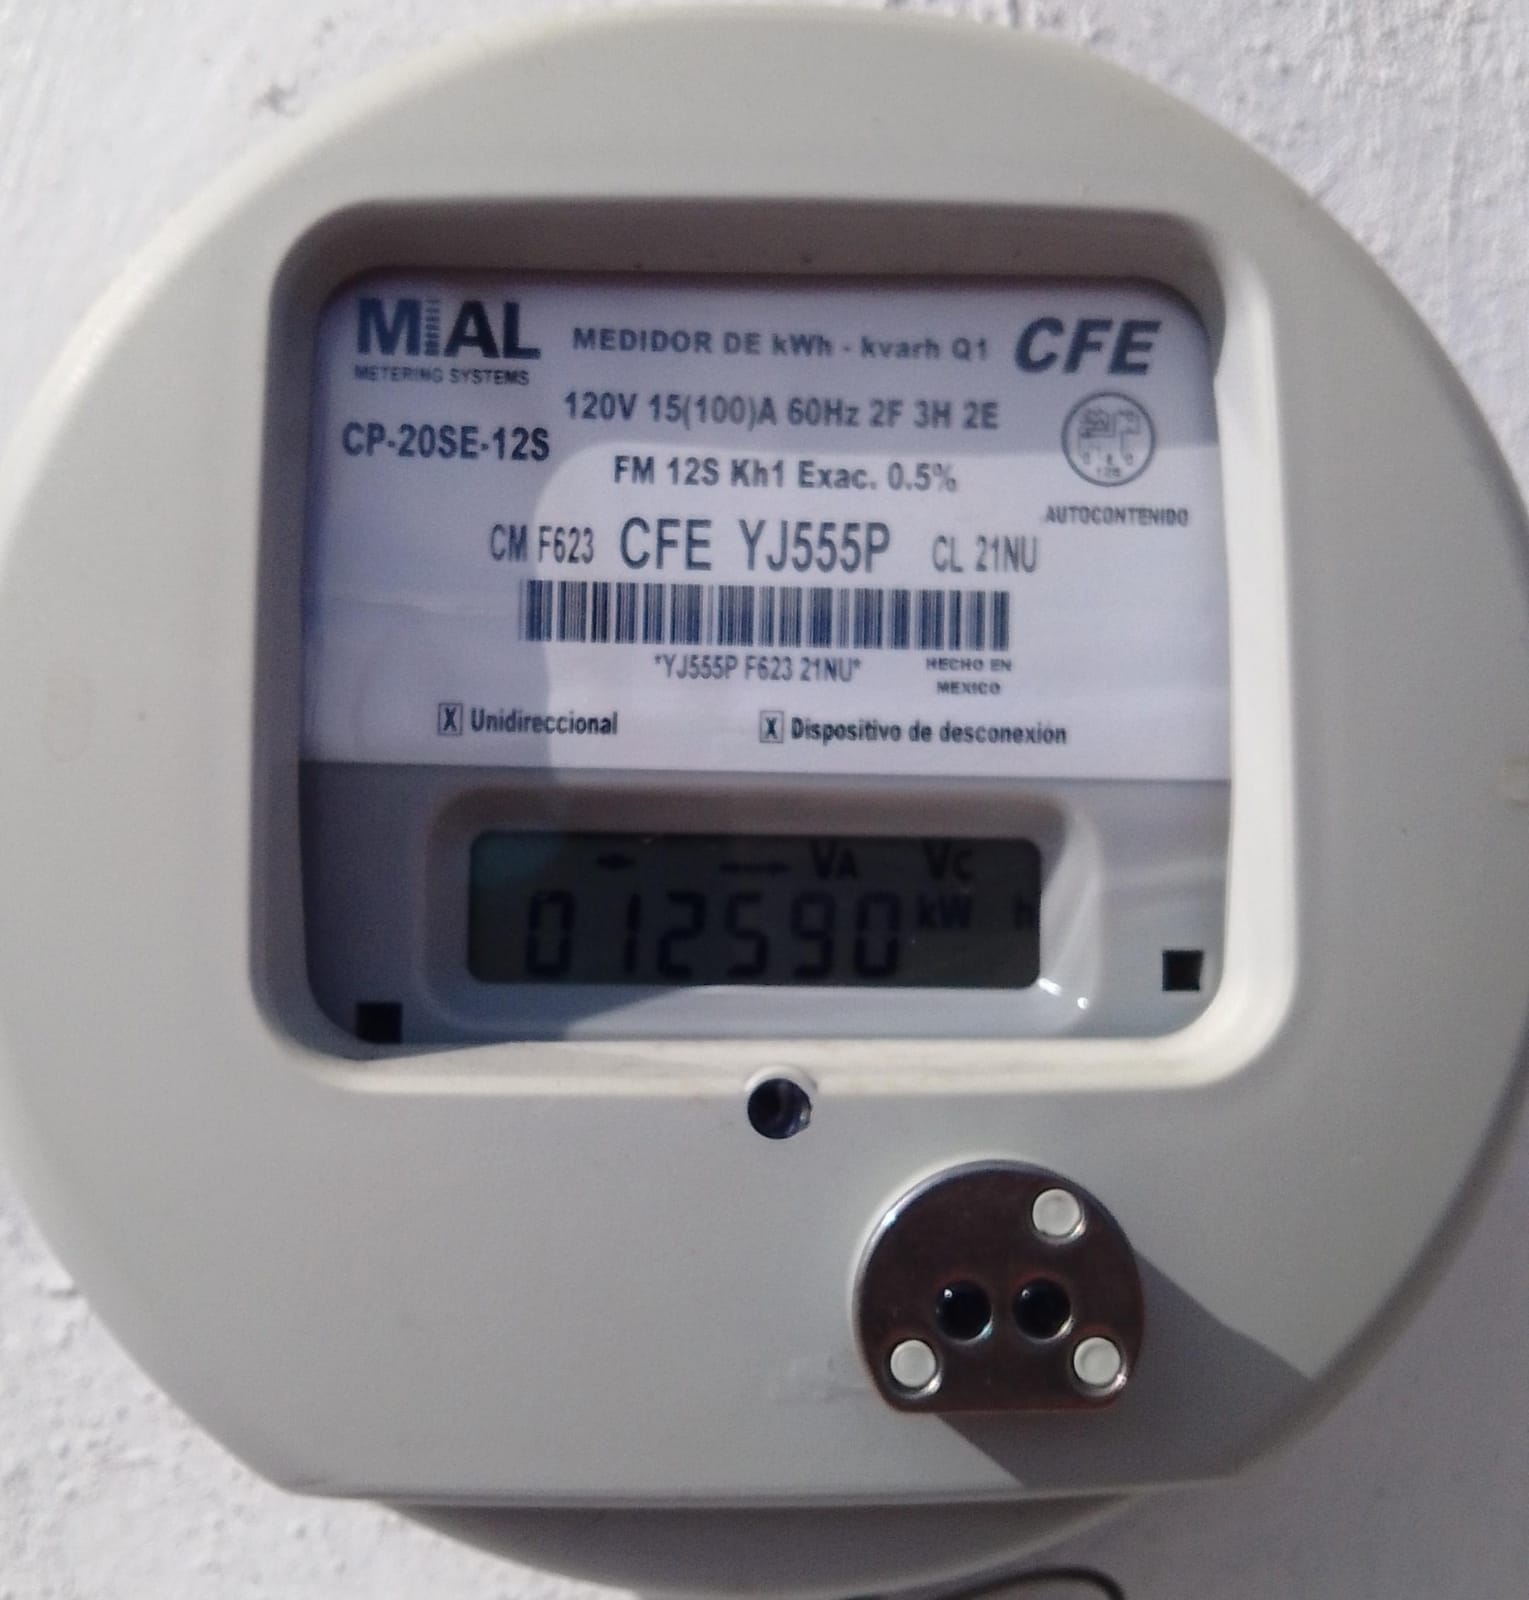 MIAL
METERING SYSTEMS
MEDIDOR DE kWh - kvarh Q1
CFE
120V 15(100)A 60Hz 2F 3H 2E
CP-20SE-12S
FM 12S Kh1 Exac. 0.5%
AUTOCONTENIDO
CM F623 CFE YJ555P CL 21NU
*YJ555P F623 21NU*
HECHO EN
MEXICO
X Unidireccional
X Dispositivo de desconexión
VA VC
012590 kW h